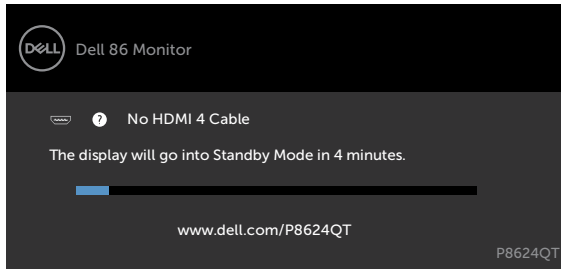 DELL
Dell 86 Monitor
? No HDMI 4 Cable
The display will go into Standby Mode in 4 minutes.
www.dell.com/P8624QT
P8624QT